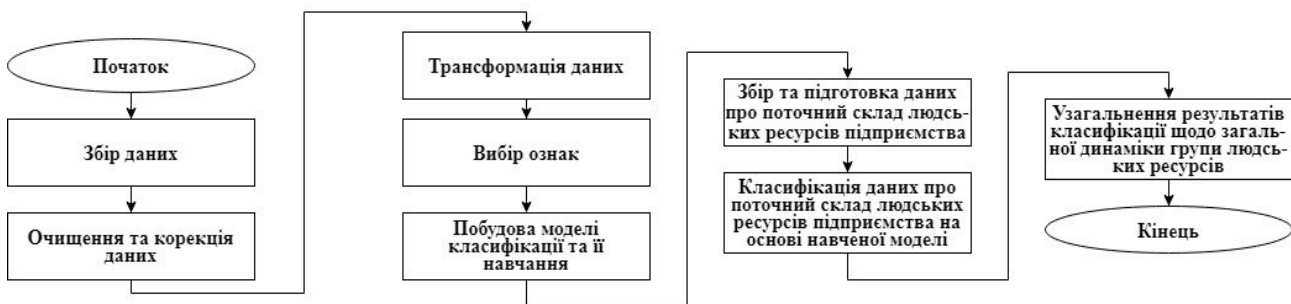 Початок
Збір даних
Очищення та корекція
даних
Трансформація даних
Вибір ознак
Побудова моделі
класифікації та її
навчання
Збір та підготовка даних
про поточний склад людсь-
ких ресурсів підприємства
Класифікація даних про
поточний склад людських
ресурсів підприємства на
основі навченої моделі
Узагальнення результатів
класифікації щодо загаль-
ної динаміки групи людсь-
ких ресурсів
Кінець